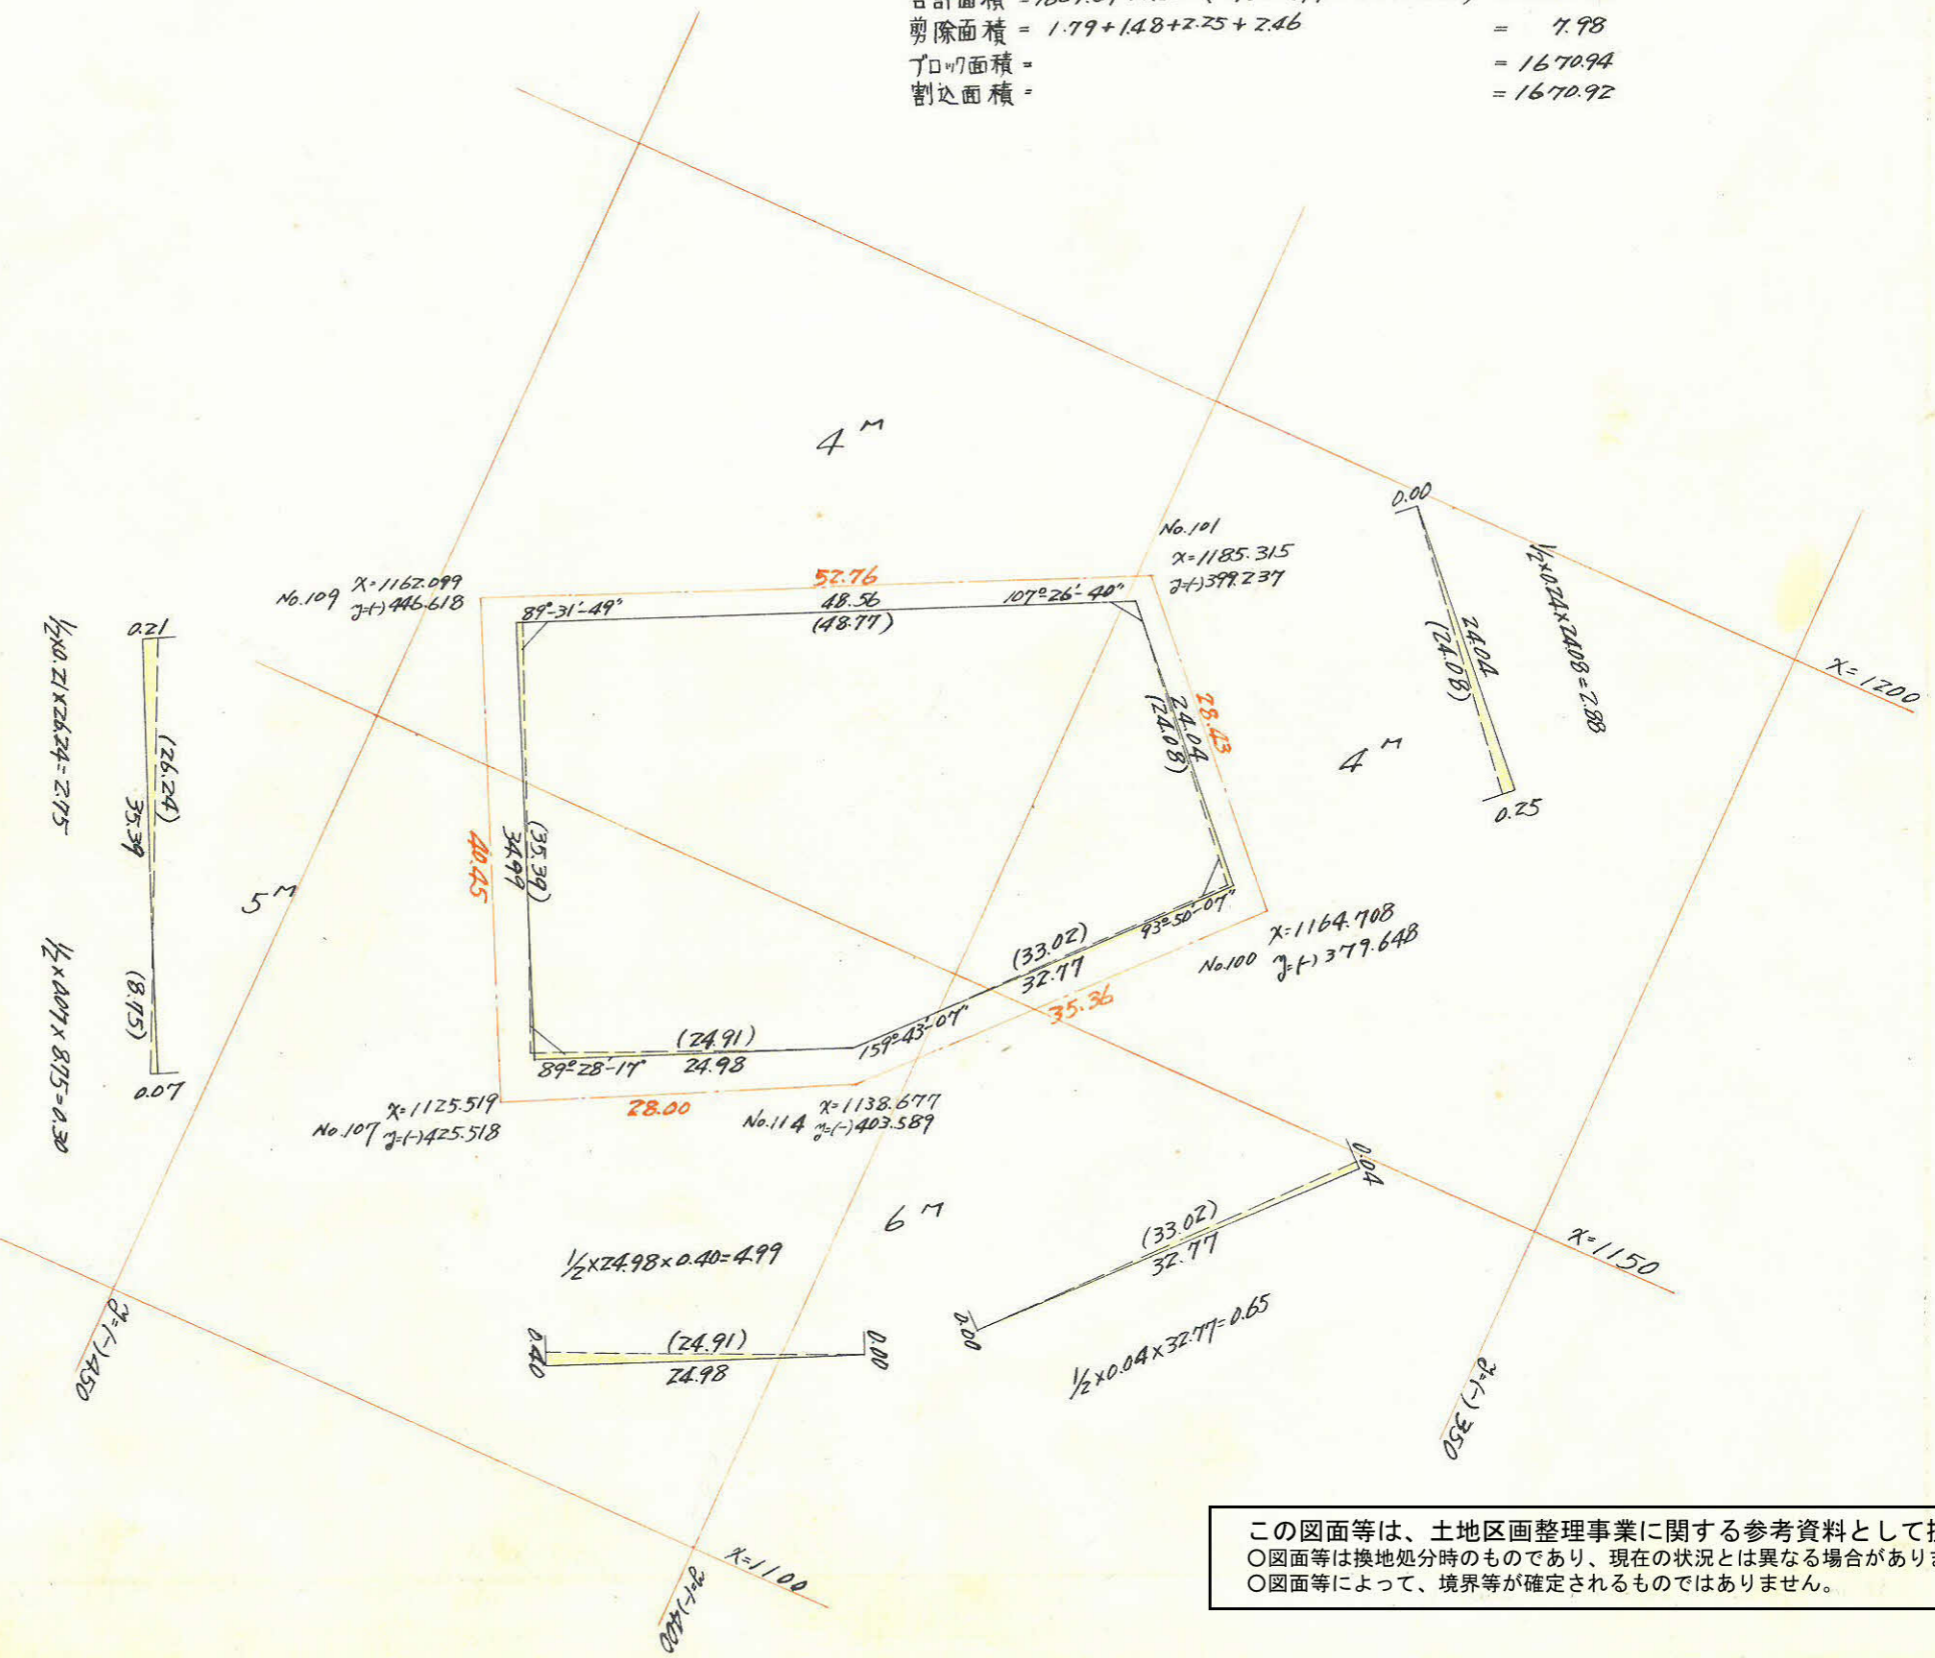 剪除面積 = 1.79+1.48+2.25+2.46 = 7.98
ブロック面積 = = 1670.94
割込面積 = = 1670.92
4 M
0.00
1/2×0.24×24.08=2.88
24.04
(24.08)
0.25
X=1200
No.101
X=1185.315
y=(-)399.237
No.109 X=1162.099
y=(-)446.618
52.76
89°-31'-49"
48.56
107°-26'-40"
(48.77)
28.43
24.04
(24.08)
4 M
0.21
1/2×0.21×26.24=2.75
(26.24)
35.39
(8.75)
0.07
1/2×0.07×8.75=0.30
5 M
40.45
34.99
(35.39)
93°-50'-07"
(33.02)
32.77
35.36
No.100 X=1164.708
y=(-)379.648
159°-43'-07"
(24.91)
89°-28'-17"
24.98
28.00
No.107 X=1125.519
y=(-)425.518
No.114 X=1138.677
y=(-)403.589
6 M
1/2×24.98×0.40=4.99
0.40
(24.91)
24.98
0.00
0.04
(33.02)
32.77
0.00
1/2×0.04×32.77=0.65
X=1150
y=(-)450
y=(-)350
X=1100
y=(-)400
この図面等は、土地区画整理事業に関する参考資料として
○図面等は換地処分時のものであり、現在の状況とは異なる場合があり
○図面等によって、境界等が確定されるものではありません。